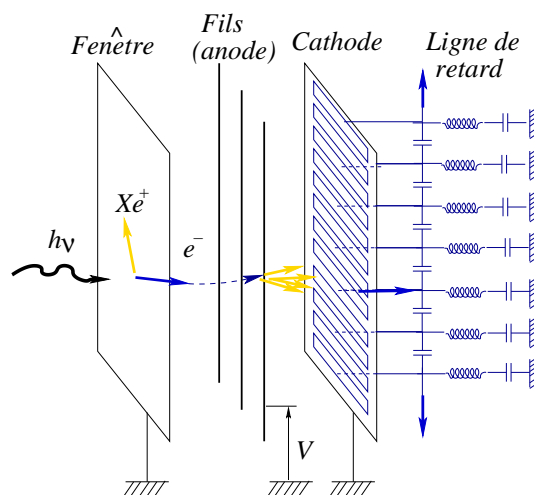 Fenêtre
Fils
(anode)
Cathode
Ligne de
retard
Xe+
hν
e−
V